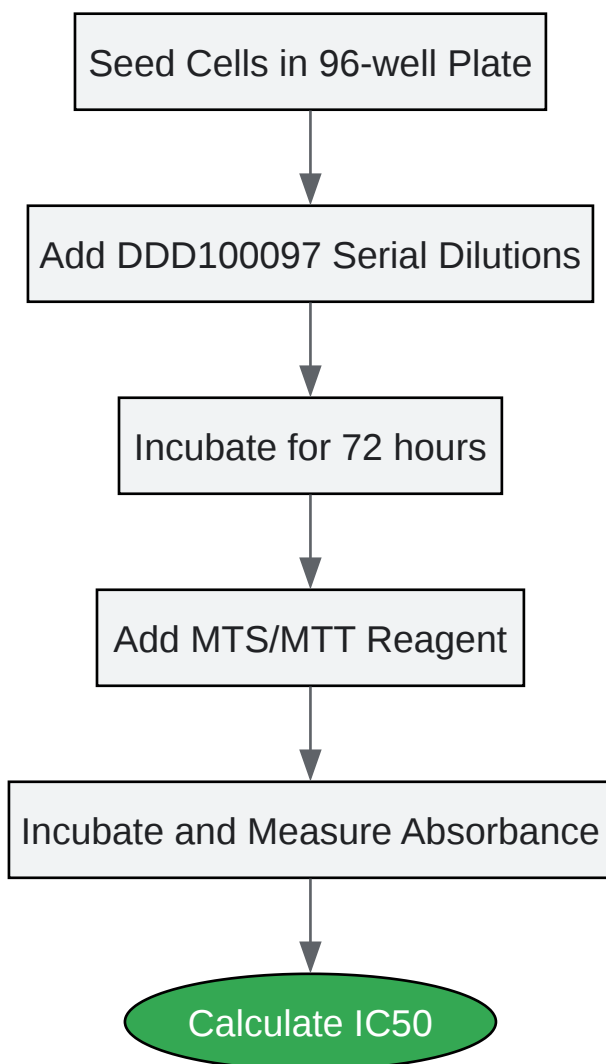 Seed Cells in 96-well Plate
Add DDD100097 Serial Dilutions
Incubate for 72 hours
Add MTS/MTT Reagent
Incubate and Measure Absorbance
Calculate IC50